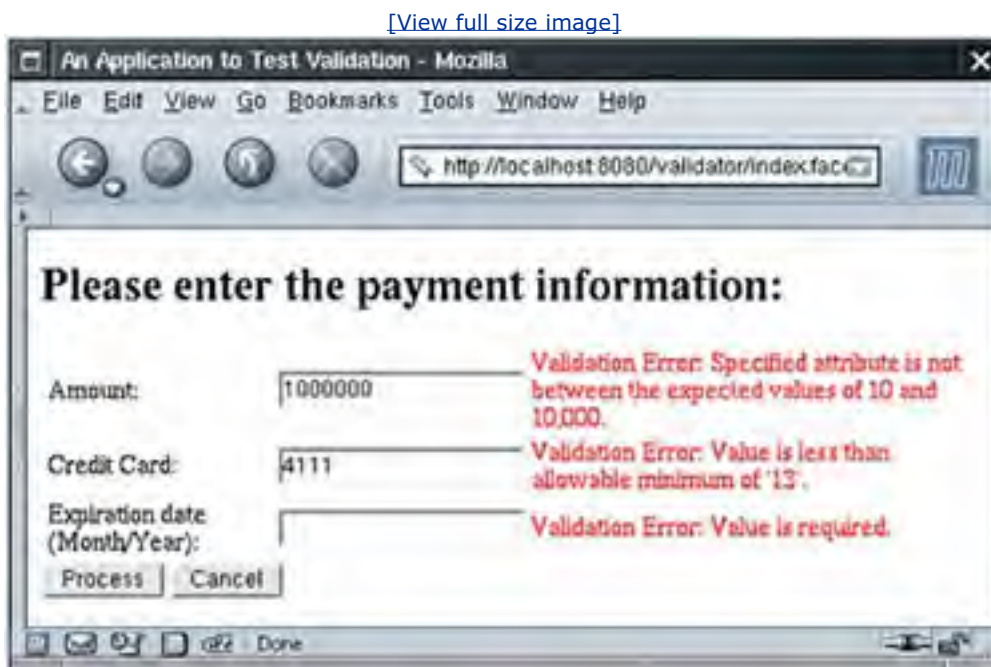 [View full size image]
An Application to Test Validation - Mozilla
File Edit View Go Bookmarks Tools Window Help
http://localhost:8080/validator/index.face
Please enter the payment information:
Amount:
1000000
Validation Error: Specified attribute is not
between the expected values of 10 and
10,000.
Credit Card:
4111
Validation Error: Value is less than
allowable minimum of '13'.
Expiration date
(Month/Year):
Validation Error: Value is required.
Process Cancel
Done